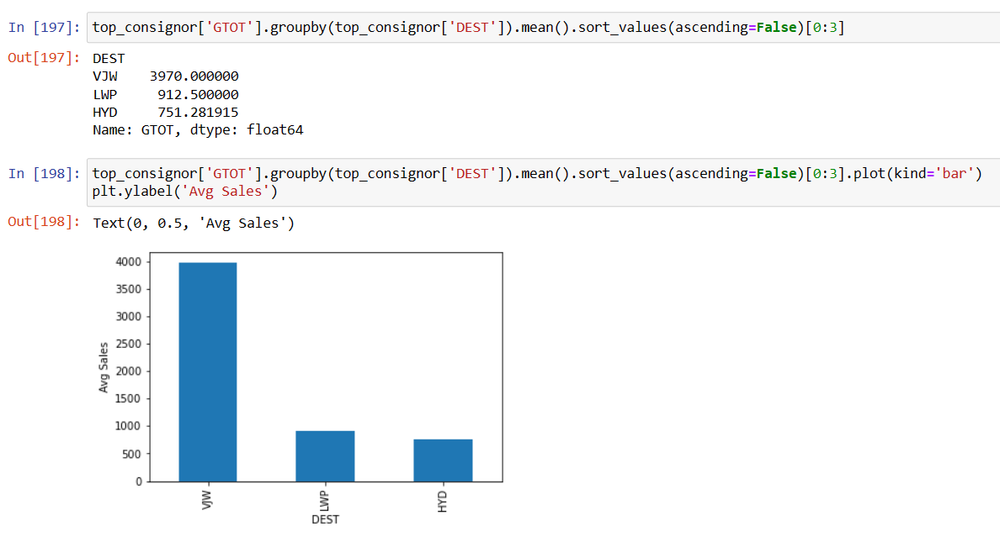 In [197]: top_consignor['GTOT'].groupby(top_consignor['DEST']).mean().sort_values(ascending=False)[0:3]
Out[197]: DEST
VJW    3970.000000
LWP     912.500000
HYD     751.281915
Name: GTOT, dtype: float64
In [198]: top_consignor['GTOT'].groupby(top_consignor['DEST']).mean().sort_values(ascending=False)[0:3].plot(kind='bar')
plt.ylabel('Avg Sales')
Out[198]: Text(0, 0.5, 'Avg Sales')
4000
3500
3000
2500
2000
1500
1000
500
0
Avg Sales
VJW
LWP
HYD
DEST